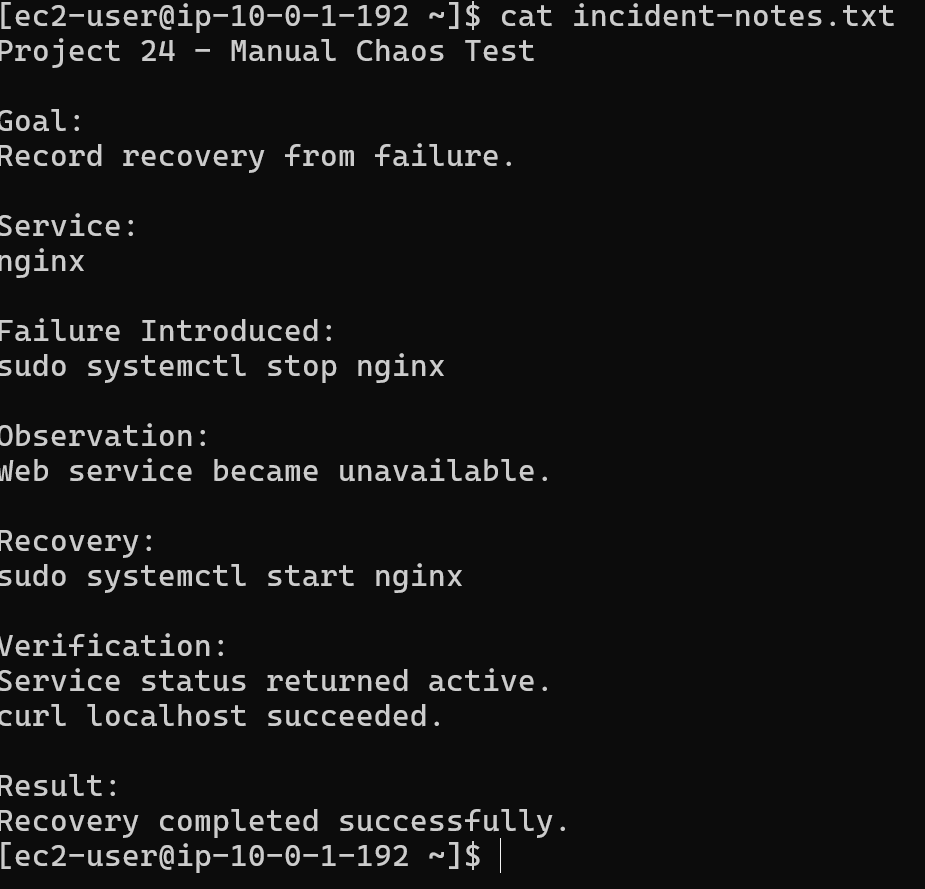 [ec2-user@ip-10-0-1-192 ~]$ cat incident-notes.txt
Project 24 - Manual Chaos Test
Goal:
Record recovery from failure.
Service:
nginx
Failure Introduced:
sudo systemctl stop nginx
Observation:
Web service became unavailable.
Recovery:
sudo systemctl start nginx
Verification:
Service status returned active.
curl localhost succeeded.
Result:
Recovery completed successfully.
[ec2-user@ip-10-0-1-192 ~]$